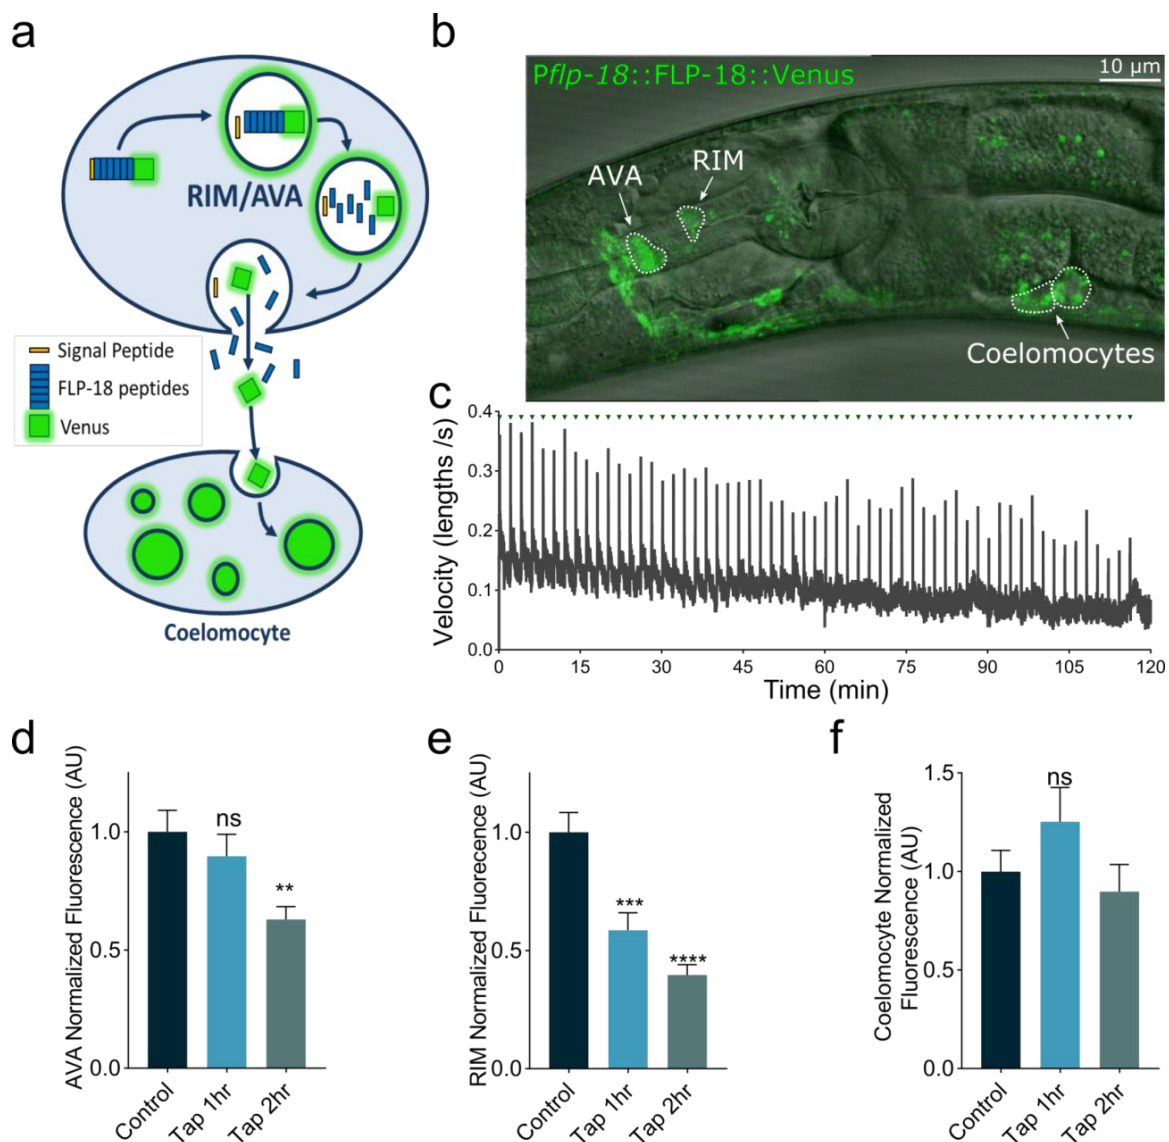 a
RIM/AVA
Signal Peptide
FLP-18 peptides
Venus
Coelomocyte
b
Pflp-18::FLP-18::Venus
10 µm
AVA
RIM
Coelomocytes
c
Velocity (lengths /s)
0.4
0.3
0.2
0.1
0.0
0 15 30 45 60 75 90 105 120
Time (min)
d
AVA Normalized Fluorescence (AU)
1.0
0.5
0.0
ns
**
Control Tap 1hr Tap 2hr
e
RIM Normalized Fluorecence (AU)
1.0
0.5
0.0
***
****
Control Tap 1hr Tap 2hr
f
Coelomocyte Normalized
Fluorescence (AU)
1.5
1.0
0.5
0.0
ns
Control Tap 1hr Tap 2hr